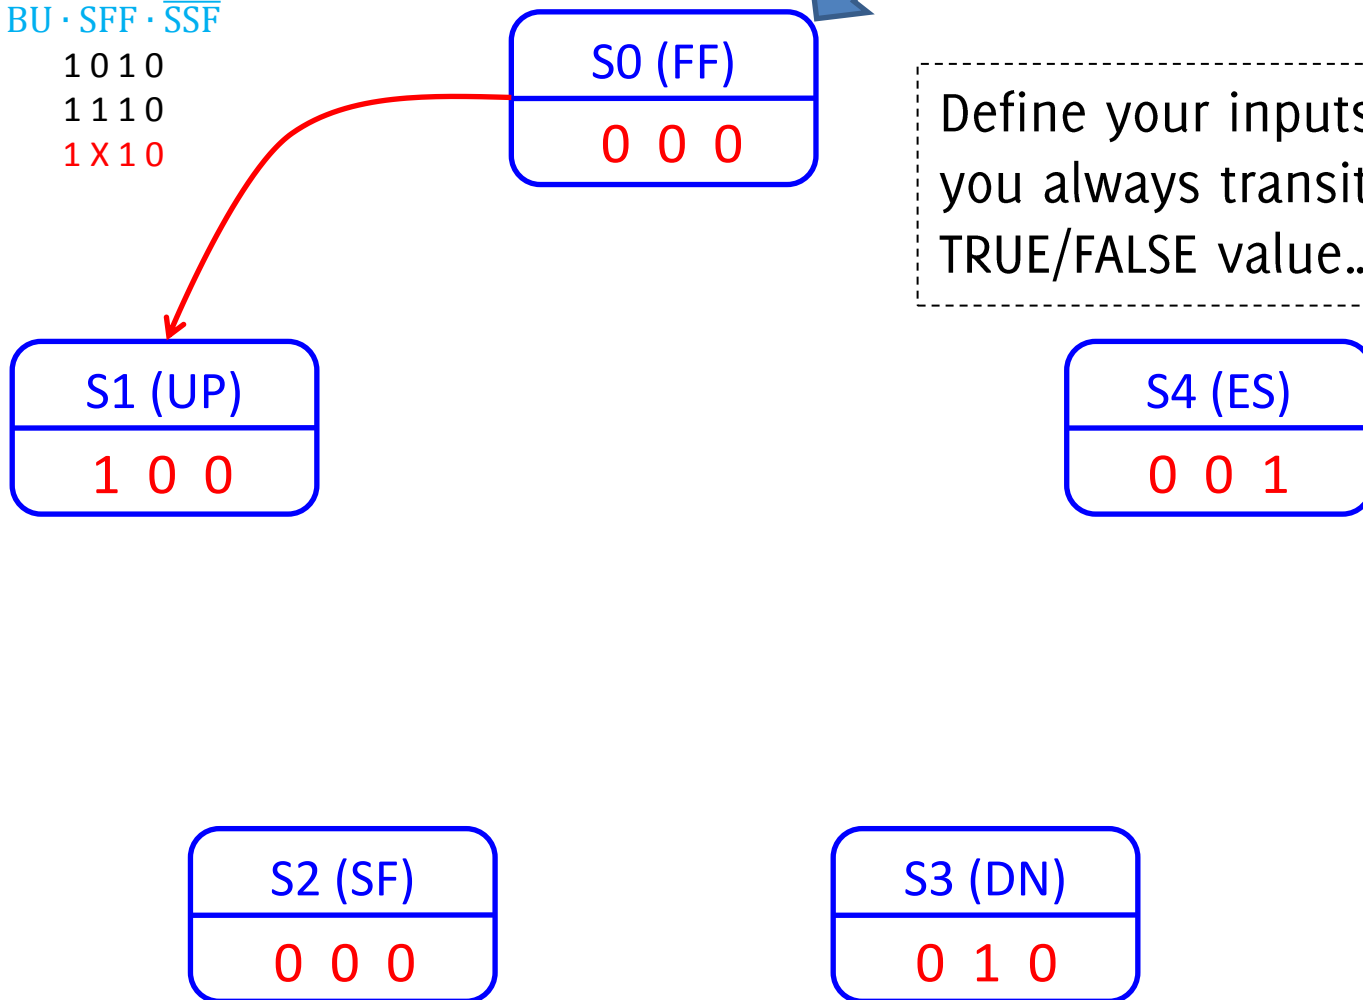 BU · SFF · \overline{SSF}
1 0 1 0
1 1 1 0
1 X 1 0
S0 (FF)
0 0 0
Define your inputs
you always transit
TRUE/FALSE value…
S1 (UP)
1 0 0
S4 (ES)
0 0 1
S2 (SF)
0 0 0
S3 (DN)
0 1 0